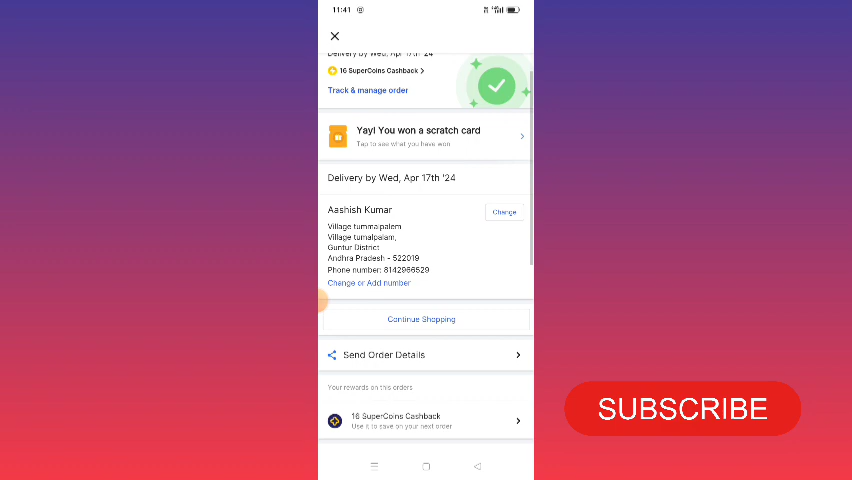 11:41
Delivery by Wed, Apr 17th '24
16 SuperCoins Cashback
Track & manage order
Yay! You won a scratch card
Tap to see what you have won
Delivery by Wed, Apr 17th '24
Aashish Kumar
Change
Village tummalpalem
Village tumalpalam,
Guntur District
Andhra Pradesh - 522019
Phone number: 8142966529
Change or Add number
Continue Shopping
Send Order Details
Your rewards on this orders
16 SuperCoins Cashback
Use it to save on your next order
SUBSCRIBE